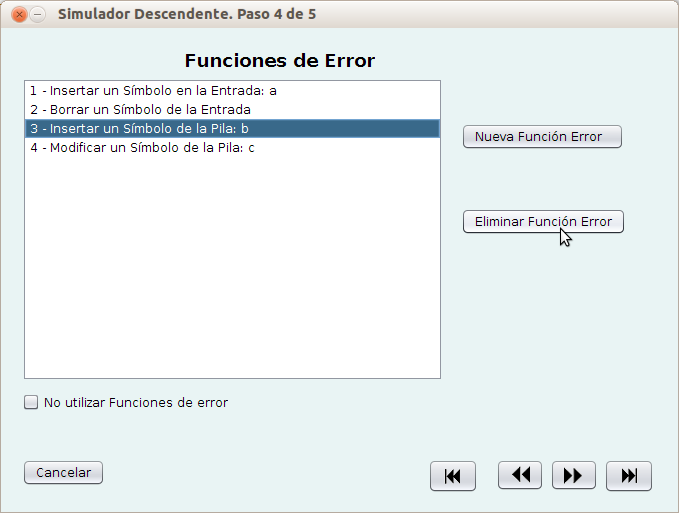 Simulador Descendente. Paso 4 de 5
Funciones de Error
1 - Insertar un Símbolo en la Entrada: a
2 - Borrar un Símbolo de la Entrada
3 - Insertar un Símbolo de la Pila: b
4 - Modificar un Símbolo de la Pila: c
Nueva Función Error
Eliminar Función Error
No utilizar Funciones de error
Cancelar